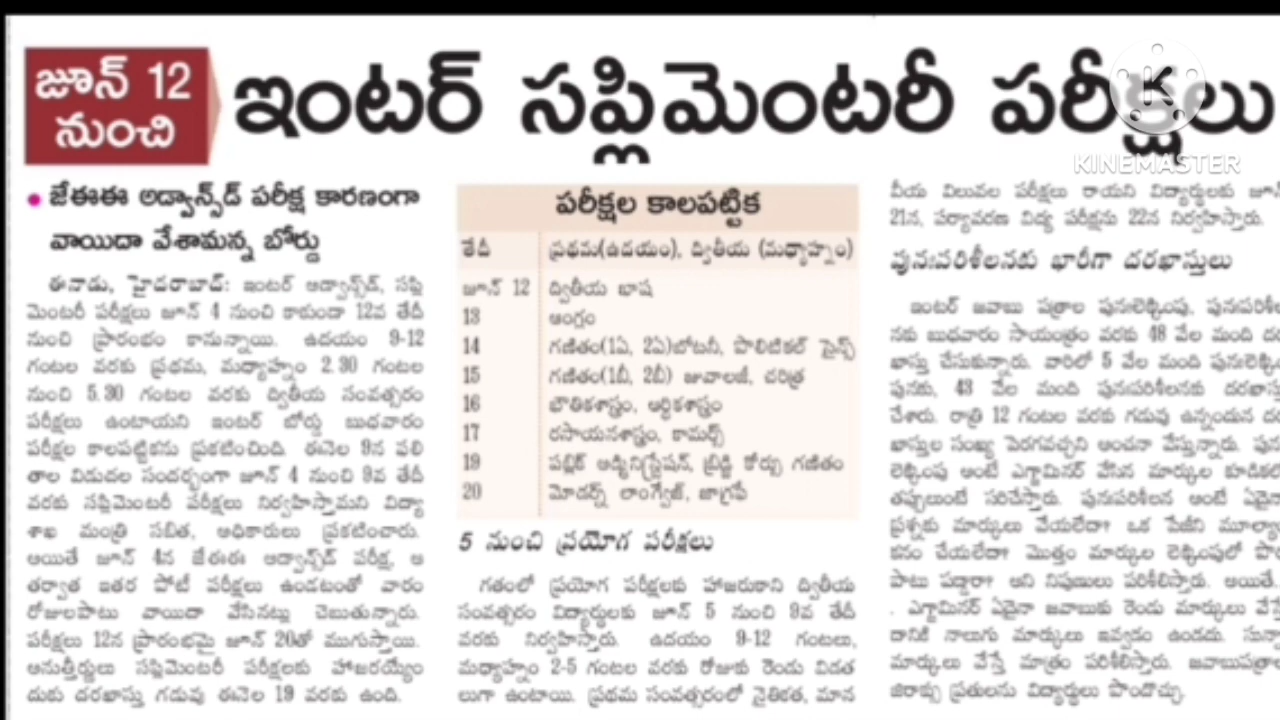 జూన్ 12
నుంచి
ఇంటర్ సప్లిమెంటరీ పరీక్షలు
KINEMASTER
• జేఈఈ అడ్వాన్స్‌డ్ పరీక్ష కారణంగా
వాయిదా వేశామన్న బోర్డు
ఈనాడు, హైదరాబాద్: ఇంటర్ అడ్వాన్స్‌డ్, సప్లి
మెంటరీ పరీక్షలు జూన్ 4 నుంచి కాకుండా 12వ తేదీ
నుంచి ప్రారంభం కానున్నాయి. ఉదయం 9-12
గంటల వరకు ప్రథమ, మధ్యాహ్నం 2.30 గంటల
నుంచి 5.30 గంటల వరకు ద్వితీయ సంవత్సరం
పరీక్షలు ఉంటాయని ఇంటర్ బోర్డు బుధవారం
పరీక్షల కాలపట్టికను ప్రకటించింది. ఈనెల 9న ఫలి
తాల విడుదల సందర్భంగా జూన్ 4 నుంచి 9వ తేదీ
వరకు సప్లిమెంటరీ పరీక్షలు నిర్వహిస్తామని విద్యా
శాఖ మంత్రి సబిత, అధికారులు ప్రకటించారు.
అయితే జూన్ 4న జేఈఈ అడ్వాన్స్‌డ్ పరీక్ష, ఆ
తర్వాత ఇతర పోటీ పరీక్షలు ఉండటంతో వారం
రోజులపాటు వాయిదా వేసినట్లు చెబుతున్నారు.
పరీక్షలు 12న ప్రారంభమై జూన్ 20తో ముగుస్తాయి.
అనుత్తీర్ణులు సప్లిమెంటరీ పరీక్షలకు హాజరయ్యేం
దుకు దరఖాస్తు గడువు ఈనెల 19 వరకు ఉంది.
పరీక్షల కాలపట్టిక
తేదీ ప్రథమ(ఉదయం), ద్వితీయ (మధ్యాహ్నం)
జూన్ 12 ద్వితీయ భాష
13 ఆంగ్లం
14 గణితం(1ఏ, 2ఏ)బోటనీ, పొలిటికల్ సైన్స్
15 గణితం(1బీ, 2బీ) జువాలజీ, చరిత్ర
16 భౌతికశాస్త్రం, ఆర్థికశాస్త్రం
17 రసాయనశాస్త్రం, కామర్స్
19 పబ్లిక్ అడ్మినిస్ట్రేషన్, బ్రిడ్జి కోర్సు గణితం
20 మోడర్న్ లాంగ్వేజ్, జాగ్రఫీ
5 నుంచి ప్రయోగ పరీక్షలు
గతంలో ప్రయోగ పరీక్షలకు హాజరుకాని ద్వితీయ
సంవత్సరం విద్యార్థులకు జూన్ 5 నుంచి 9వ తేదీ
వరకు నిర్వహిస్తారు. ఉదయం 9-12 గంటలు,
మధ్యాహ్నం 2-5 గంటల వరకు రోజుకు రెండు విడత
లుగా ఉంటాయి. ప్రథమ సంవత్సరంలో నైతికత, మాన
వీయ విలువల పరీక్షలు రాయని విద్యార్థులకు జూన్
21న, పర్యావరణ విద్య పరీక్షను 22న నిర్వహిస్తారు.
పునఃపరిశీలనకు భారీగా దరఖాస్తులు
ఇంటర్ జవాబు పత్రాల పునఃలెక్కింపు, పునఃపరిశీ
నకు బుధవారం సాయంత్రం వరకు 48 వేల మంది దర
ఖాస్తు చేసుకున్నారు. వారిలో 5 వేల మంది పునఃలెక్కిం
పునకు, 43 వేల మంది పునఃపరిశీలనకు దరఖాస్తు
చేశారు. రాత్రి 12 గంటల వరకు గడువు ఉన్నందున దర
ఖాస్తుల సంఖ్య పెరగవచ్చని అంచనా వేస్తున్నారు. పునః
లెక్కింపు అంటే ఎగ్జామినర్ వేసిన మార్కుల కూడికలో
తప్పులుంటే సరిచేస్తారు. పునఃపరిశీలన అంటే ఏదైనా
ప్రశ్నకు మార్కులు వేయలేదా? ఒక పేజీని మూల్యాం
కనం చేయలేదా? మొత్తం మార్కుల లెక్కింపులో పొర
పాటు పడ్డారా? అని నిపుణులు పరిశీలిస్తారు. అయితే..
. ఎగ్జామినర్ ఏదైనా జవాబుకు రెండు మార్కులు వేస్తే
దానికి నాలుగు మార్కులు ఇవ్వడం ఉండదు. సున్నా
మార్కులు వేస్తే మాత్రం పరిశీలిస్తారు. జవాబుపత్రాల
జిరాక్సు ప్రతులను విద్యార్థులు పొందొచ్చు.